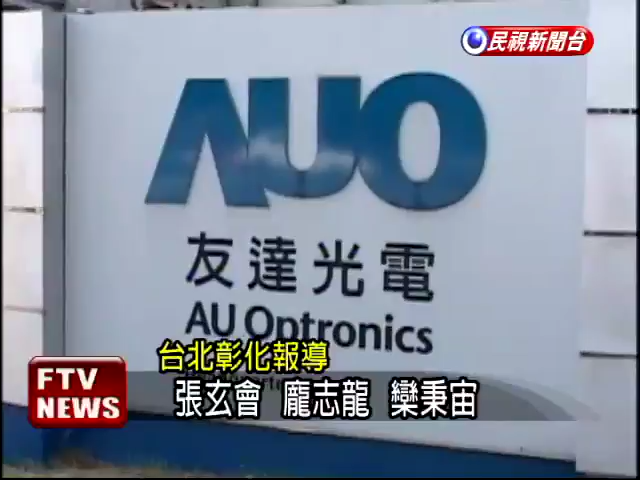 民視新聞台
AUO
友達光電
AU Optronics
台北彰化報導
張玄會 龐志龍 欒秉宙
FTV
NEWS